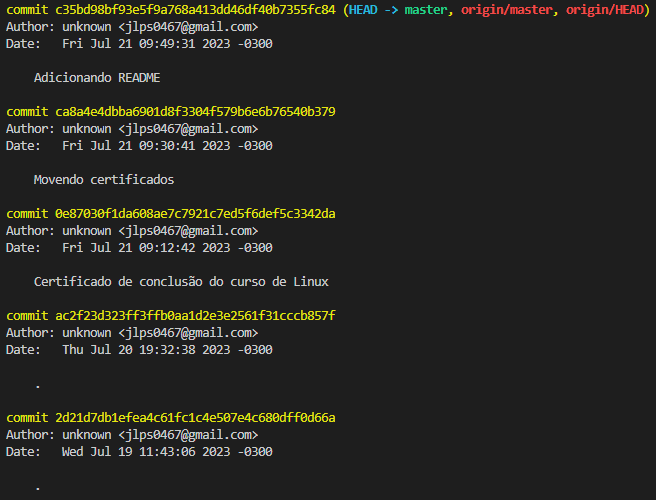 commit c35bd98bf93e5f9a768a413dd46df40b7355fc84 (HEAD -> master, origin/master, origin/HEAD)
Author: unknown <jlps0467@gmail.com>
Date:   Fri Jul 21 09:49:31 2023 -0300
Adicionando README
commit ca8a4e4dbba6901d8f3304f579b6e6b76540b379
Author: unknown <jlps0467@gmail.com>
Date:   Fri Jul 21 09:30:41 2023 -0300
Movendo certificados
commit 0e87030f1da608ae7c7921c7ed5f6def5c3342da
Author: unknown <jlps0467@gmail.com>
Date:   Fri Jul 21 09:12:42 2023 -0300
Certificado de conclusão do curso de Linux
commit ac2f23d323ff3ffb0aa1d2e3e2561f31cccb857f
Author: unknown <jlps0467@gmail.com>
Date:   Thu Jul 20 19:32:38 2023 -0300
.
commit 2d21d7db1efea4c61fc1c4e507e4c680dff0d66a
Author: unknown <jlps0467@gmail.com>
Date:   Wed Jul 19 11:43:06 2023 -0300
.